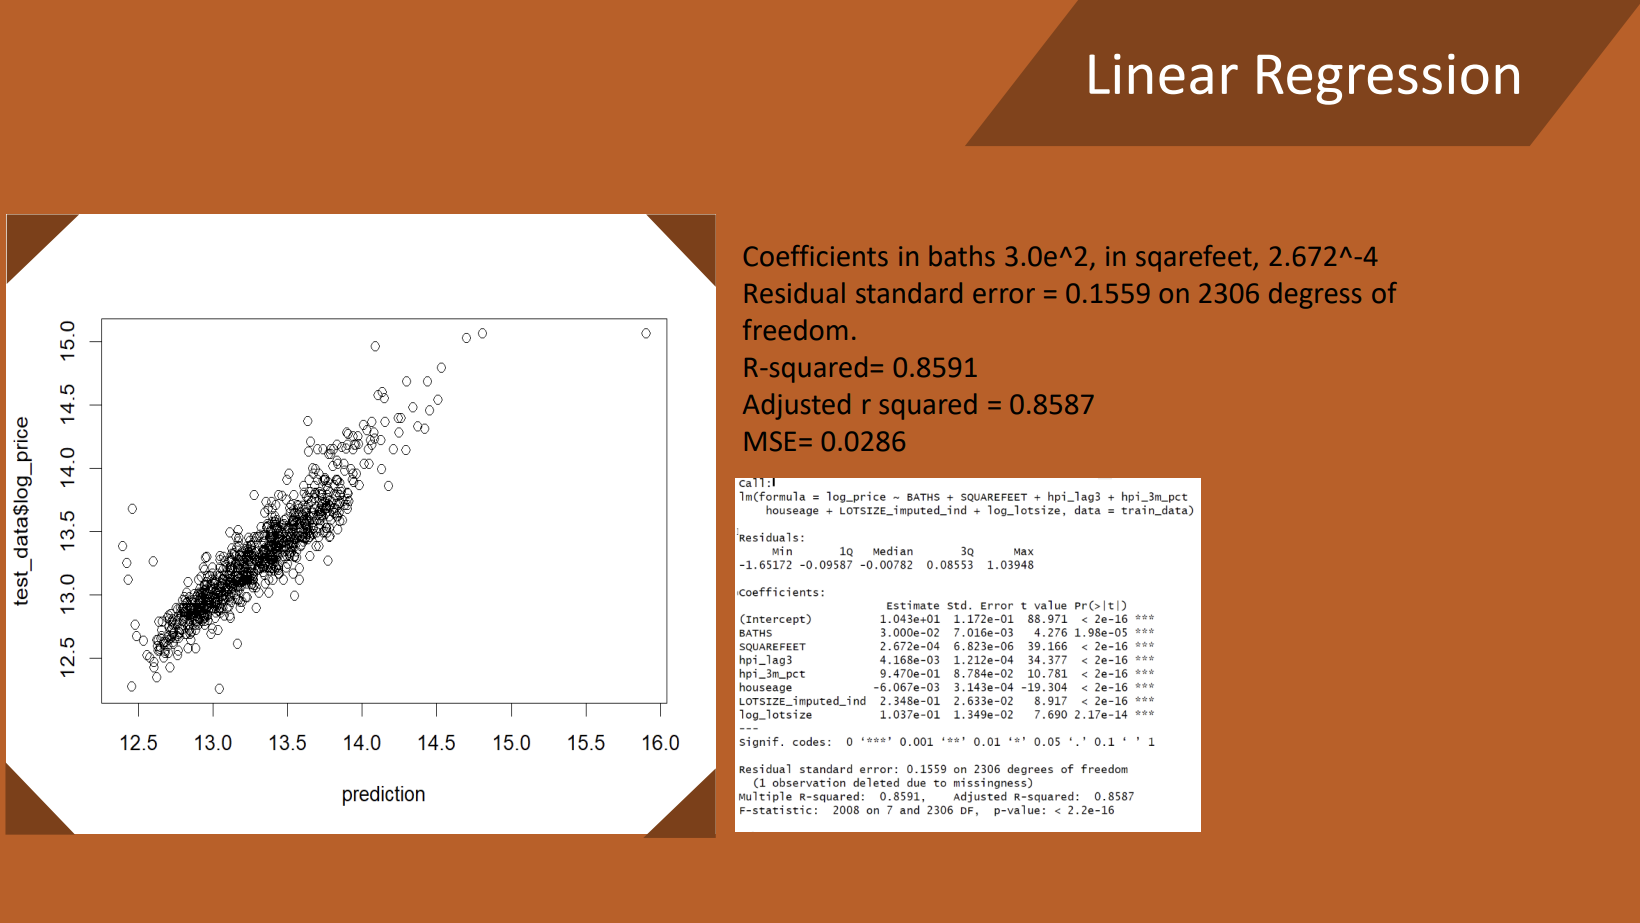 Linear Regression
Coefficients in baths 3.0e^2, in sqarefeet, 2.672^-4
Residual standard error = 0.1559 on 2306 degress of
freedom.
R-squared= 0.8591
Adjusted r squared = 0.8587
MSE= 0.0286
test_data$log_price
15.0
14.5
14.0
13.5
13.0
12.5
12.5 13.0 13.5 14.0 14.5 15.0 15.5 16.0
prediction
Call:
lm(formula = log_price ~ BATHS + SQUAREFEET + hpi_lag3 + hpi_3m_pct
houseage + LOTSIZE_imputed_ind + log_lotsize, data = train_data)
Residuals:
Min 1Q Median 3Q Max
-1.65172 -0.09587 -0.00782 0.08553 1.03948
Coefficients:
Estimate Std. Error t value Pr(>|t|)
(Intercept) 1.043e+01 1.172e-01 88.971 < 2e-16 ***
BATHS 3.000e-02 7.016e-03 4.276 1.98e-05 ***
SQUAREFEET 2.672e-04 6.823e-06 39.166 < 2e-16 ***
hpi_lag3 4.168e-03 1.212e-04 34.377 < 2e-16 ***
hpi_3m_pct 9.470e-01 8.784e-02 10.781 < 2e-16 ***
houseage -6.067e-03 3.143e-04 -19.304 < 2e-16 ***
LOTSIZE_imputed_ind 2.348e-01 2.633e-02 8.917 < 2e-16 ***
log_lotsize 1.037e-01 1.349e-02 7.690 2.17e-14 ***
---
Signif. codes: 0 ‘***’ 0.001 ‘**’ 0.01 ‘*’ 0.05 ‘.’ 0.1 ‘ ’ 1
Residual standard error: 0.1559 on 2306 degrees of freedom
(1 observation deleted due to missingness)
Multiple R-squared: 0.8591, Adjusted R-squared: 0.8587
F-statistic: 2008 on 7 and 2306 DF, p-value: < 2.2e-16